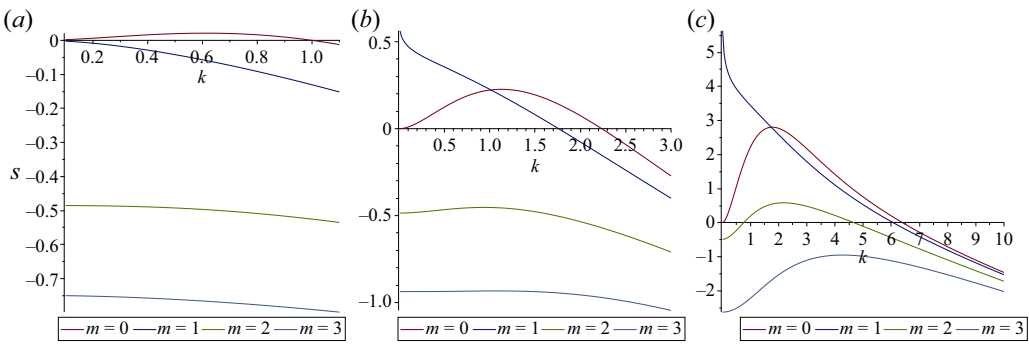 (a)
0
0.2 0.4 0.6 0.8 1.0
k
–0.1
–0.2
–0.3
–0.4
s
–0.5
–0.6
–0.7
m = 0 m = 1 m = 2 m = 3
(b)
0.5
0
0.5 1.0 1.5 2.0 2.5 3.0
k
–0.5
–1.0
m = 0 m = 1 m = 2 m = 3
(c)
5
4
3
2
1
0
1 2 3 4 5 6 7 8 9 10
k
–1
–2
m = 0 m = 1 m = 2 m = 3